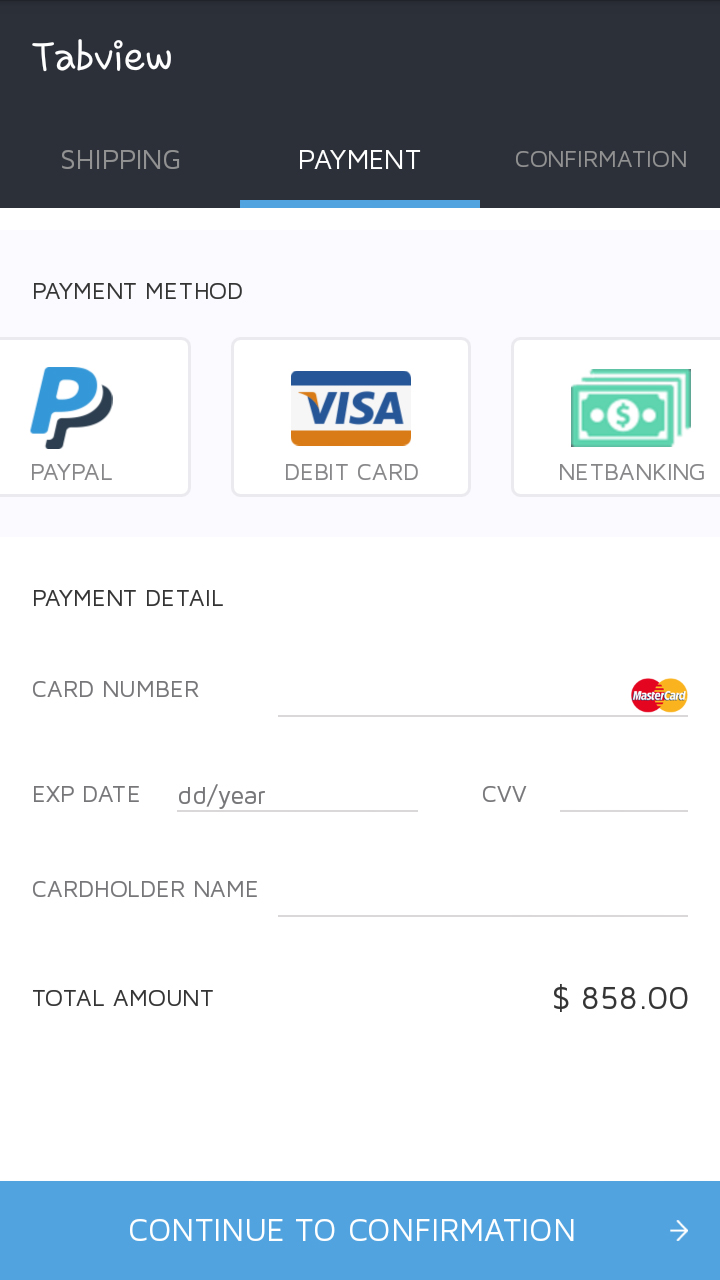 Tabview
SHIPPING PAYMENT CONFIRMATION
PAYMENT METHOD
VISA
PAYPAL DEBIT CARD NETBANKING
PAYMENT DETAIL
CARD NUMBER MasterCard
EXP DATE dd/year CVV
CARDHOLDER NAME
TOTAL AMOUNT $ 858.00
CONTINUE TO CONFIRMATION